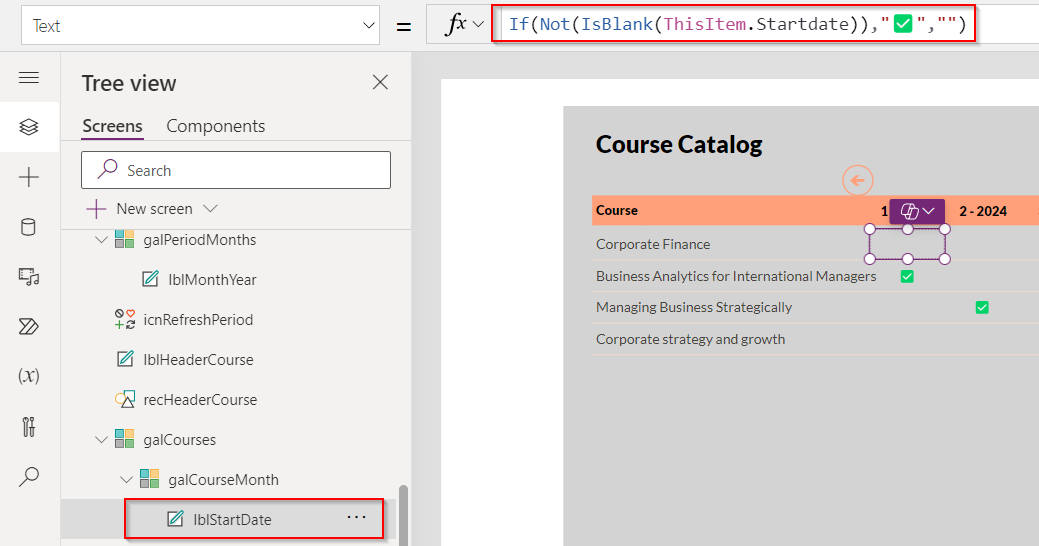 Text
= fx If(Not(IsBlank(ThisItem.Startdate)),"✅","")
Tree view
Screens Components
Search
New screen
galPeriodMonths
lblMonthYear
icnRefreshPeriod
lblHeaderCourse
recHeaderCourse
galCourses
galCourseMonth
lblStartDate ...
(x)
Course Catalog
Course 1 2 - 2024
Corporate Finance
Business Analytics for International Managers ✅
Managing Business Strategically ✅
Corporate strategy and growth